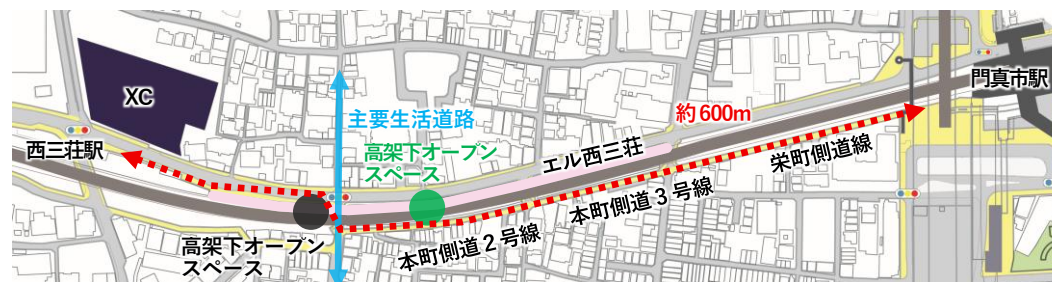 XC
西三荘駅
主要生活道路
高架下オープン
スペース
エル西三荘
約600m
門真市駅
栄町側道線
本町側道3号線
本町側道2号線
高架下オープン
スペース